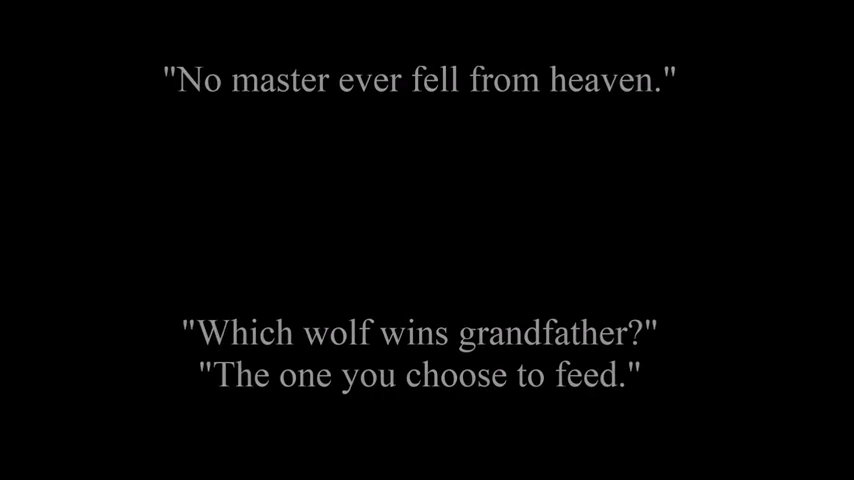 "No master ever fell from heaven."
"Which wolf wins grandfather?"
"The one you choose to feed."